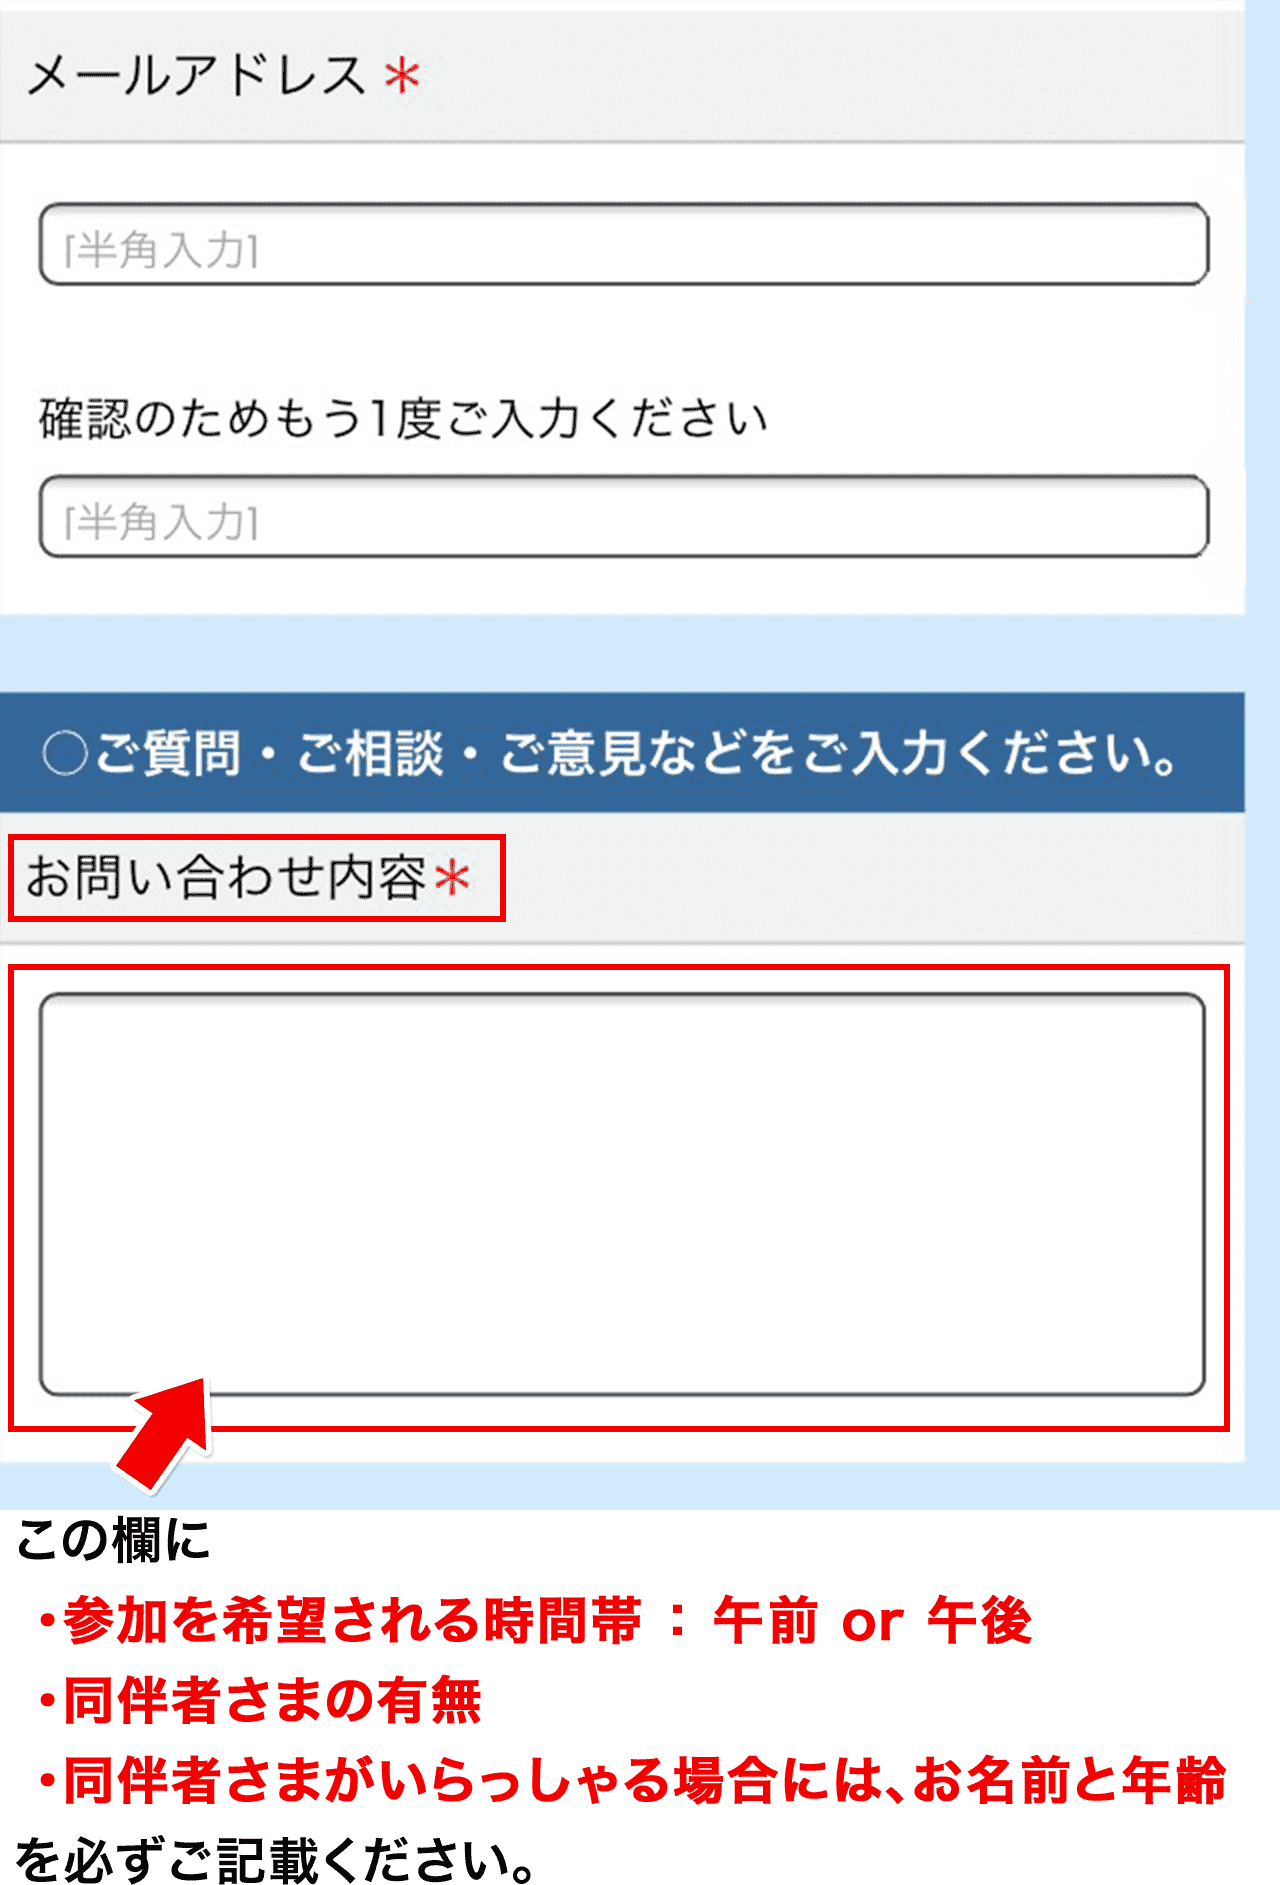 メールアドレス＊
[半角入力]
確認のためもう1度ご入力ください
[半角入力]
○ご質問・ご相談・ご意見などをご入力ください。
お問い合わせ内容＊
この欄に
・参加を希望される時間帯：午前 or 午後
・同伴者さまの有無
・同伴者さまがいらっしゃる場合には、お名前と年齢
を必ずご記載ください。